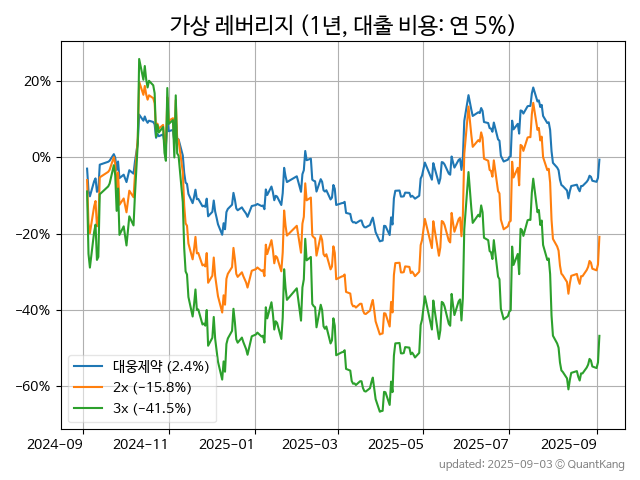 가상 레버리지 (1년, 대출 비용: 연 5%)
20%
0%
−20%
−40%
−60%
대웅제약 (2.4%)
2x (−15.8%)
3x (−41.5%)
2024-09 2024-11 2025-01 2025-03 2025-05 2025-07 2025-09
updated: 2025-09-03 © QuantKang